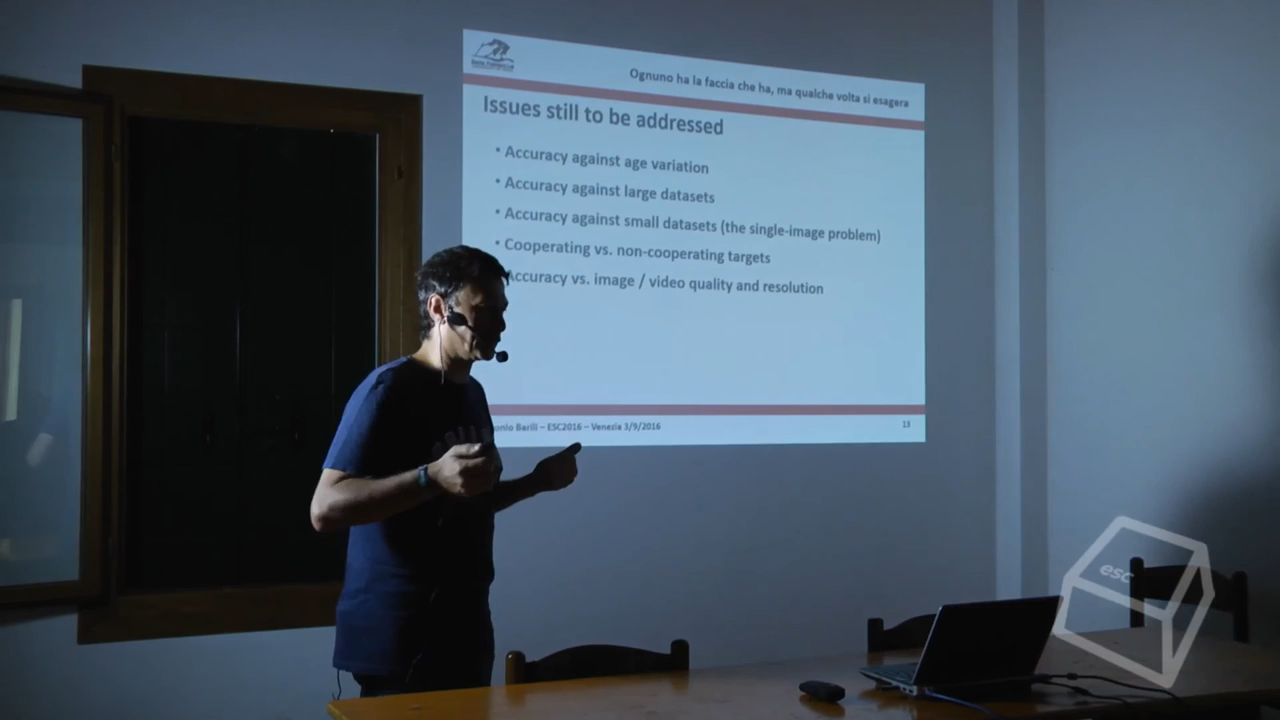 Ognuno ha la faccia che ha, ma qualche volta si esagera
Issues still to be addressed
• Accuracy against age variation
• Accuracy against large datasets
• Accuracy against small datasets (the single-image problem)
• Cooperating vs. non-cooperating targets
Accuracy vs. image / video quality and resolution
onio Barili – ESC2016 – Venezia 3/9/2016
13
esc